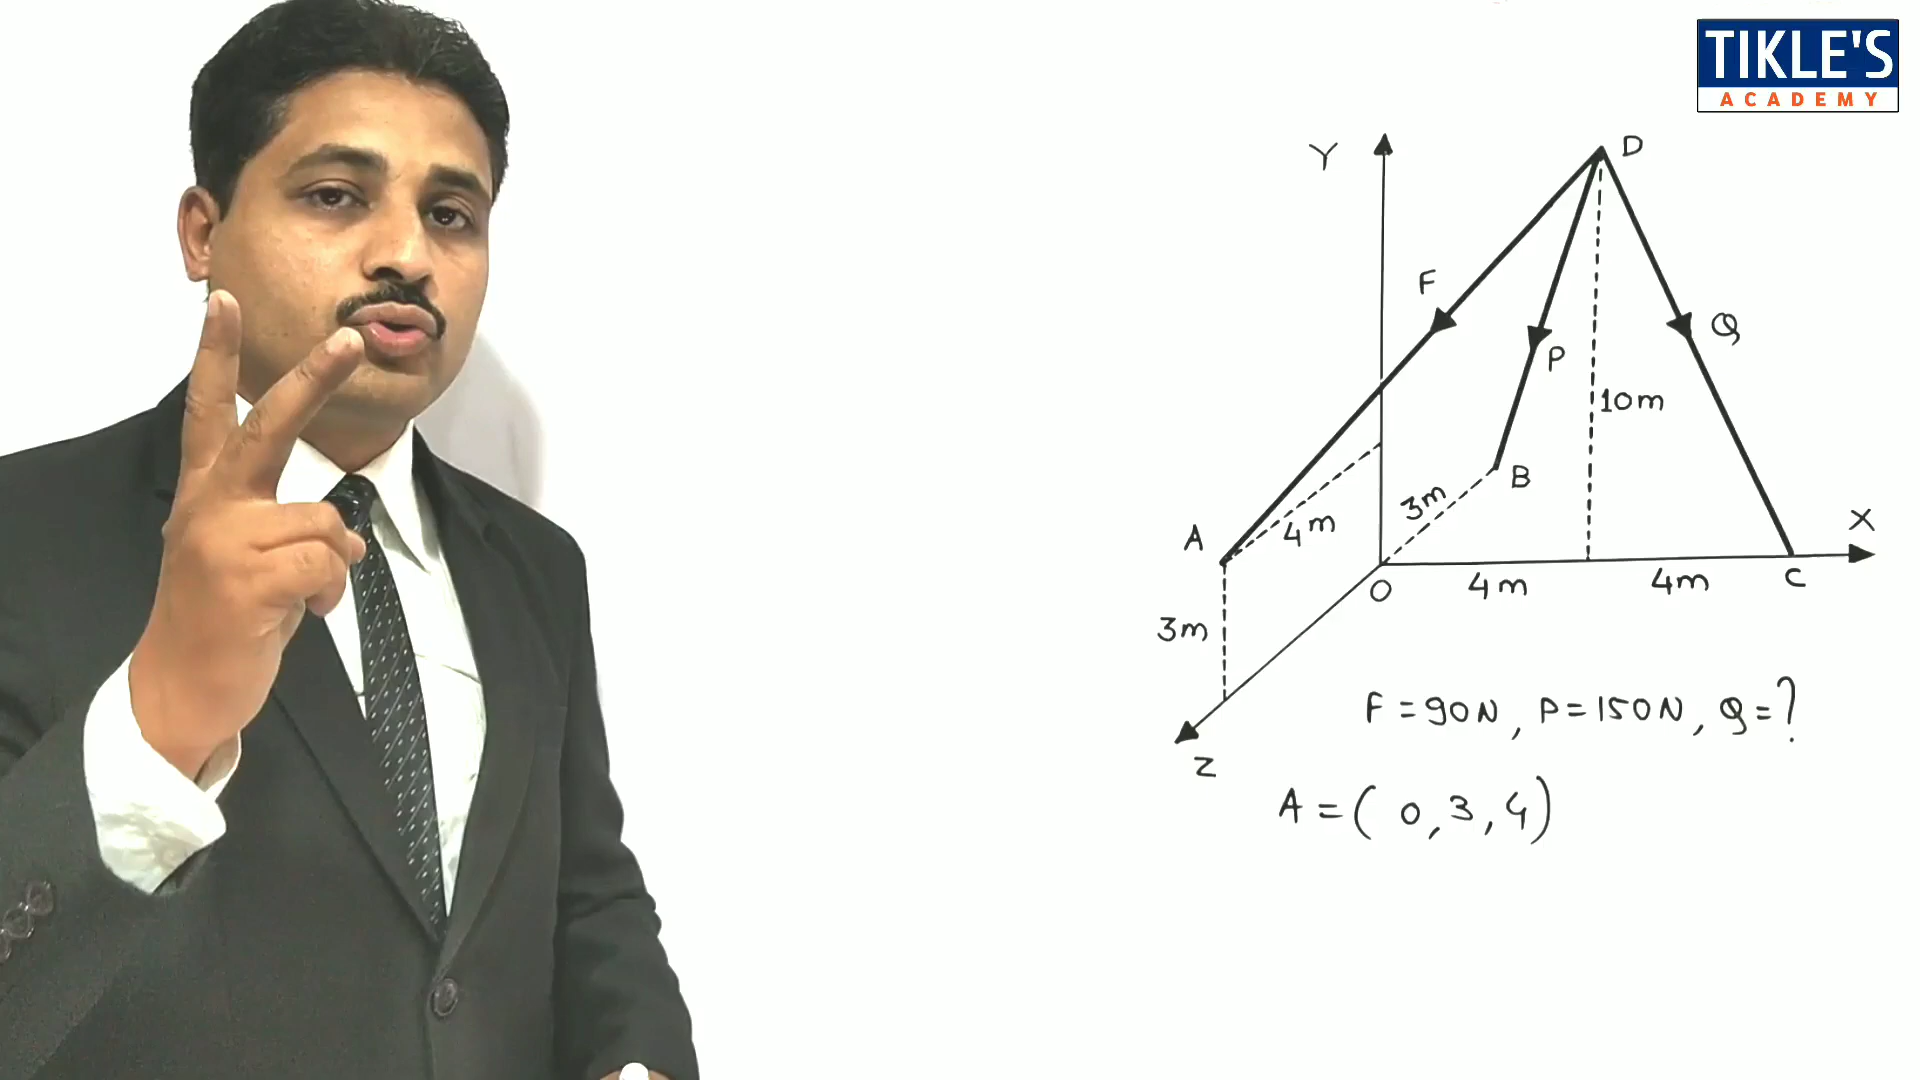 TIKLE'S
ACADEMY
Y
D
F
Q
P
10m
B
3m
X
A
4m
O
4m
4m
C
3m
Z
F = 90N, P = 150N, Q = ?
A = ( 0, 3, 4)